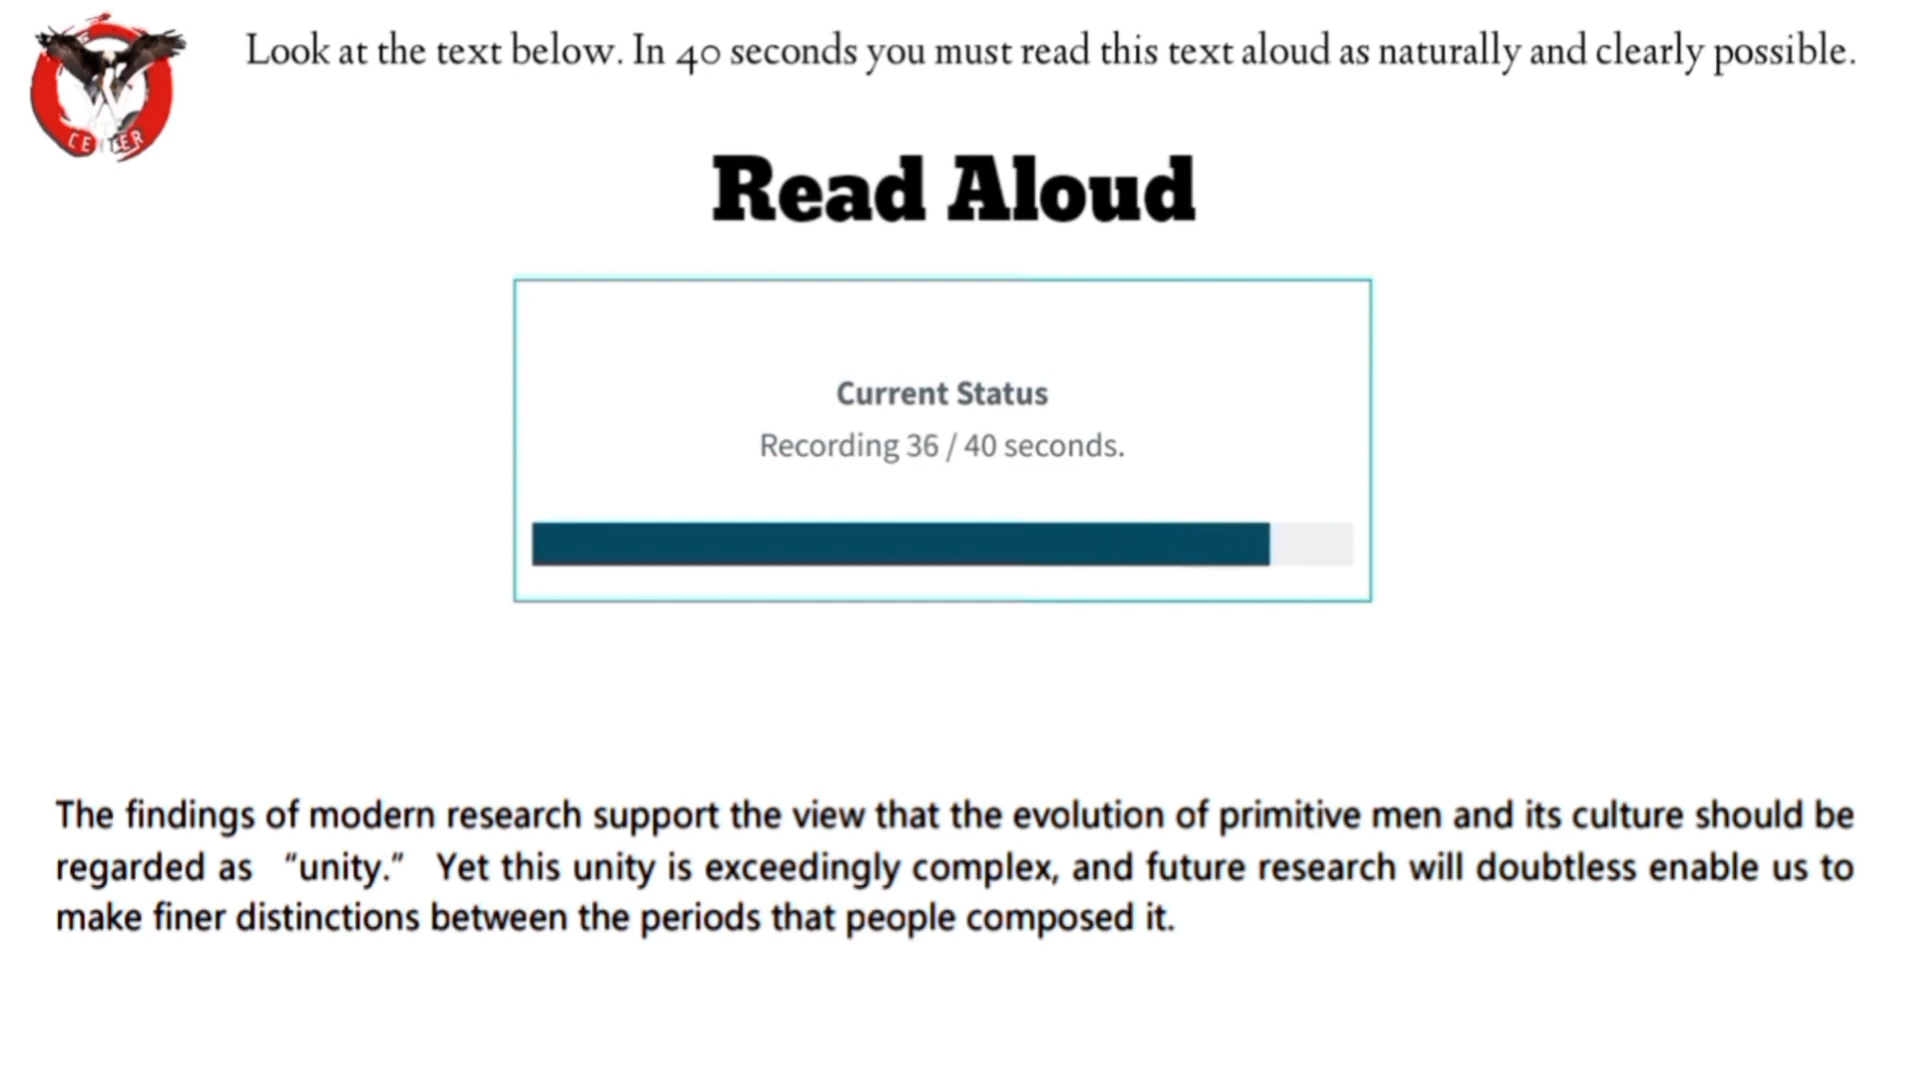 Look at the text below. In 40 seconds you must read this text aloud as naturally and clearly possible.
CENTER
Read Aloud
Current Status
Recording 36 / 40 seconds.
The findings of modern research support the view that the evolution of primitive men and its culture should be
regarded as “unity.” Yet this unity is exceedingly complex, and future research will doubtless enable us to
make finer distinctions between the periods that people composed it.